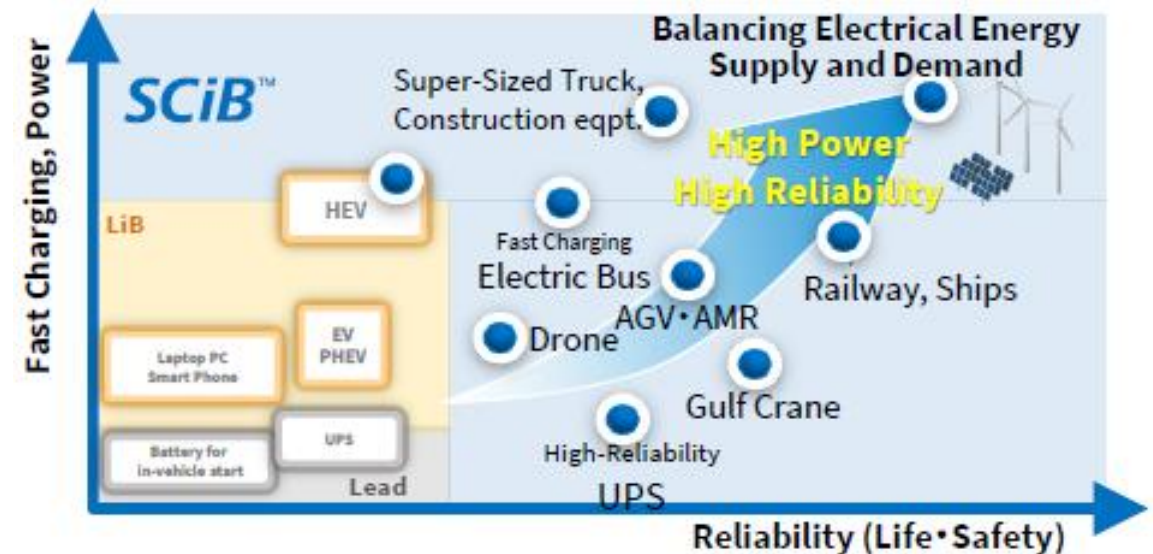 Fast Charging, Power
SCiB™
Balancing Electrical Energy
Supply and Demand
Super-Sized Truck,
Construction eqpt.
High Power
High Reliability
HEV
LiB
Fast Charging
Electric Bus
Railway, Ships
AGV・AMR
Drone
EV
PHEV
Laptop PC
Smart Phone
Gulf Crane
UPS
High-Reliability
UPS
Battery for
in-vehicle start
Lead
Reliability (Life・Safety)